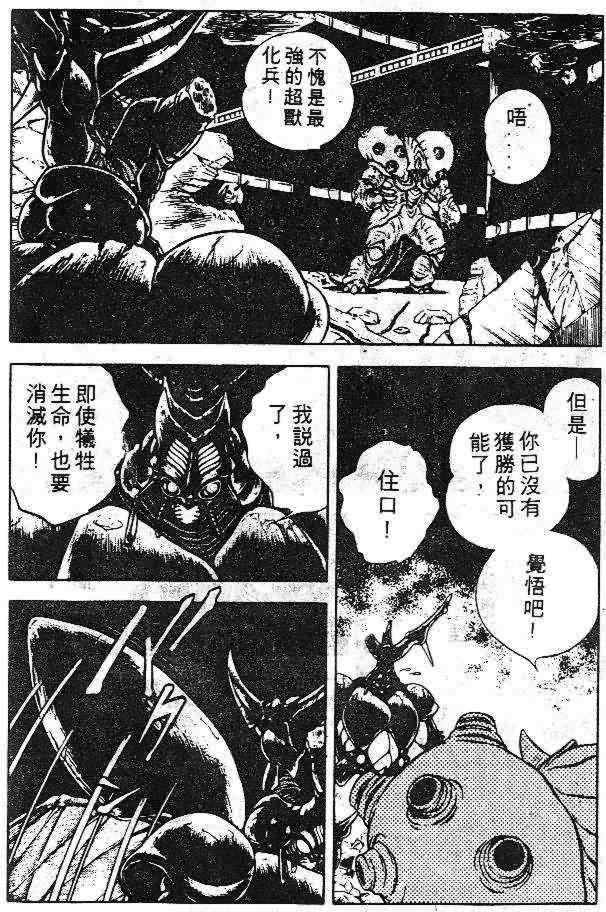 唔‥‥
不愧是最
強的超獸
化兵！
但是—
你已沒有
獲勝的可
能了，
覺悟吧！
住口！
我説過
了，
即使犧牲
生命，也要
消滅你！